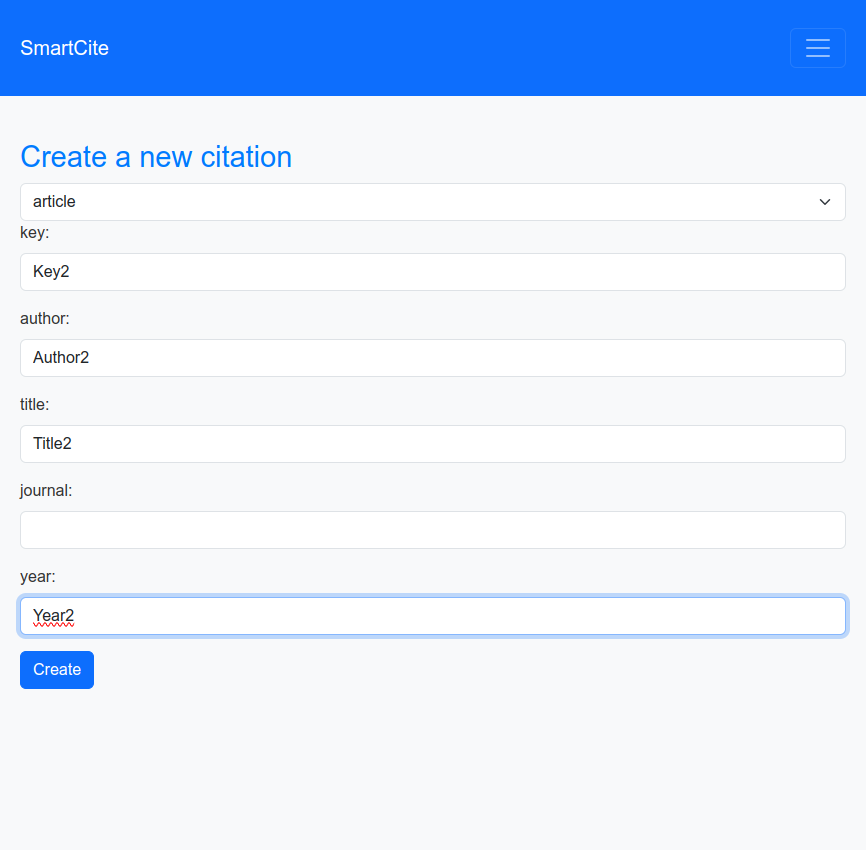 SmartCite
Create a new citation
article
key:
Key2
author:
Author2
title:
Title2
journal:
year:
Year2
Create